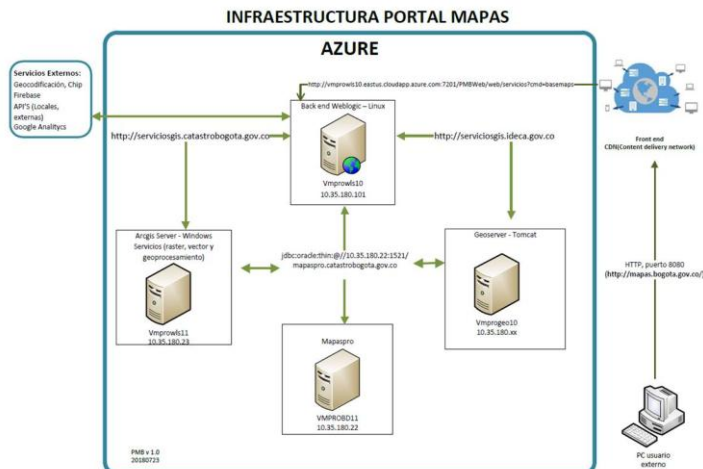 INFRAESTRUCTURA PORTAL MAPAS
AZURE
Servicios Externos:
Geocodificación, Chip
Firebase
API'S (Locales,
externas)
Google Analitycs
http://vmprowls10.eastus.cloudapp.azure.com:7201/PMBWeb/web/servicios?cmd=basemaps
Back end Weblogic – Linux
http://serviciosgis.catastrobogota.gov.co
http://serviciosgis.ideca.gov.co
Vmprowls10
10.35.180.101
Front end
CDN(Content delivery network)
Arcgis Server - Windows
Servicios (raster, vector y
geoprocesamiento)
Vmprowls11
10.35.180.23
jdbc:oracle:thin:@//10.35.180.22:1521/
mapaspro.catastrobogota.gov.co
Geoserver - Tomcat
Vmprogeo10
10.35.180.xx
HTTP, puerto 8080
(http://mapas.bogota.gov.co/)
Mapaspro
VMPROBD11
10.35.180.22
PMB v 1.0
20180723
PC usuario
externo